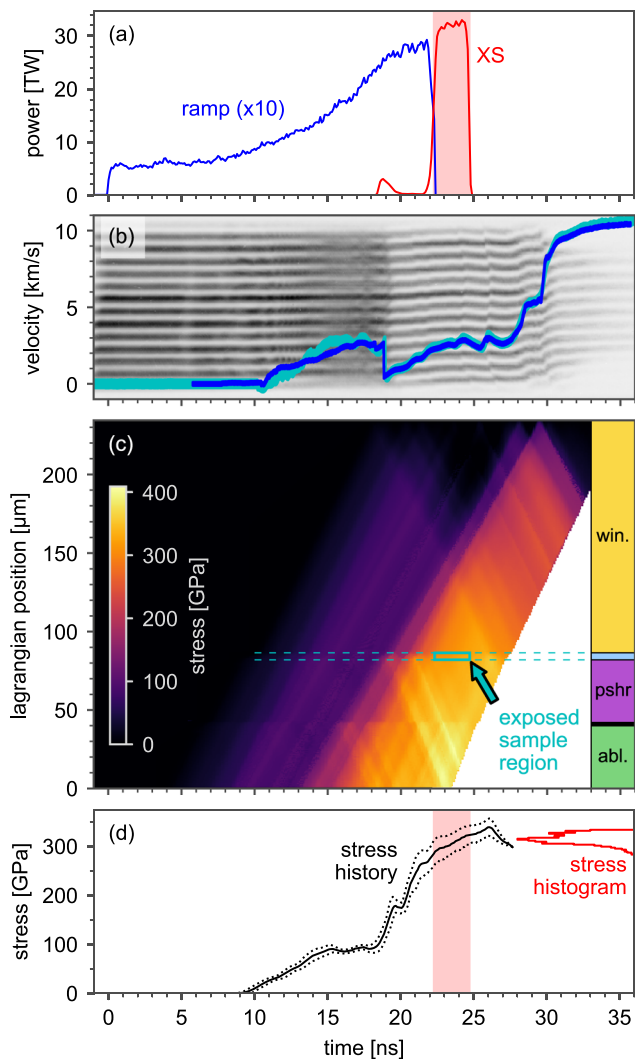 (a)
30
20
10
0
power [TW]
ramp (x10)
XS
(b)
10
5
0
velocity [km/s]
(c)
200
150
100
50
0
lagrangian position [µm]
400
300
200
100
0
stress [GPa]
win.
pshr
abl.
exposed
sample
region
(d)
300
200
100
0
stress [GPa]
stress
history
stress
histogram
0 5 10 15 20 25 30 35
time [ns]